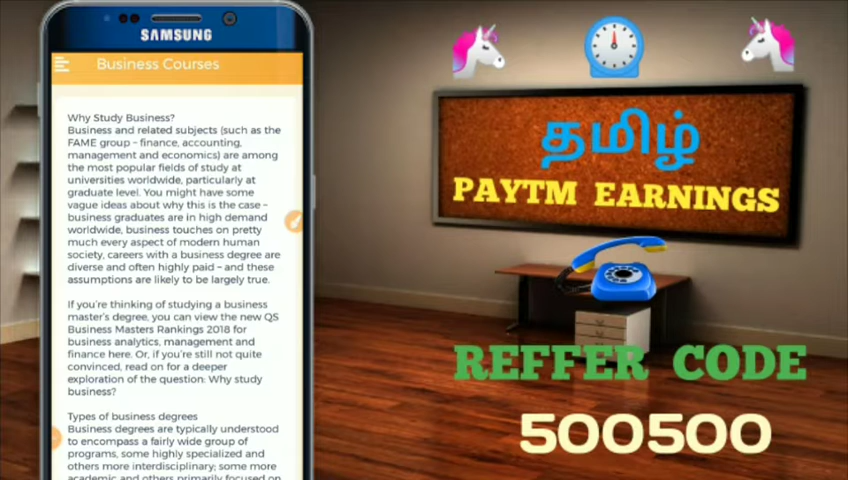 SAMSUNG
Business Courses
Why Study Business?
Business and related subjects (such as the
FAME group – finance, accounting,
management and economics) are among
the most popular fields of study at
universities worldwide, particularly at
graduate level. You might have some
vague ideas about why this is the case –
business graduates are in high demand
worldwide, business touches on pretty
much every aspect of modern human
society, careers with a business degree are
diverse and often highly paid – and these
assumptions are likely to be largely true.
If you're thinking of studying a business
master's degree, you can view the new QS
Business Masters Rankings 2018 for
business analytics, management and
finance here. Or, if you're still not quite
convinced, read on for a deeper
exploration of the question: Why study
business?
Types of business degrees
Business degrees are typically understood
to encompass a fairly wide group of
programs, some highly specialized and
others more interdisciplinary; some more
academic and others primarily focused on
தமிழ்
PAYTM EARNINGS
REFFER CODE
500500